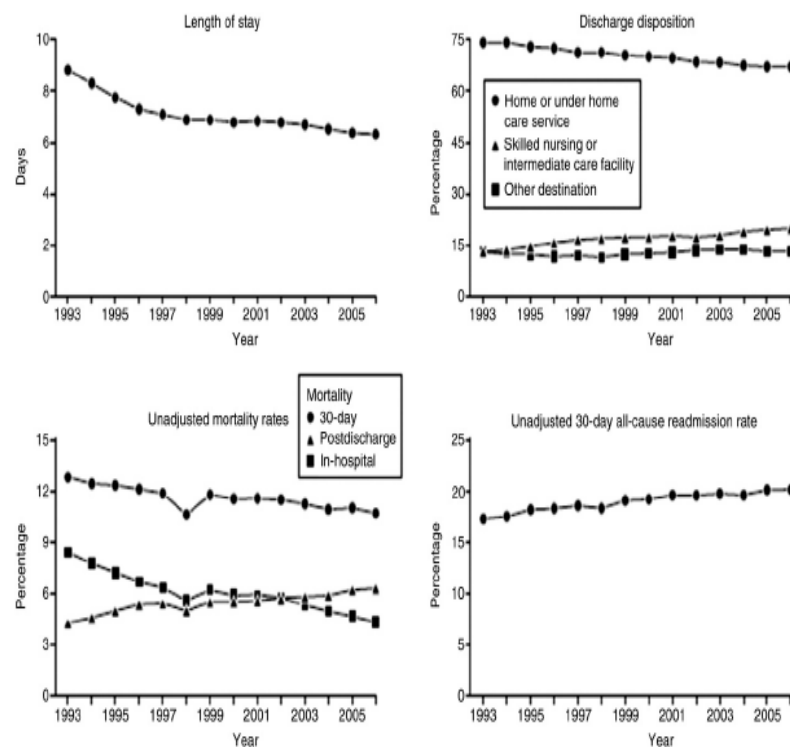 Length of stay
10
8
6
4
2
0
Days
1993 1995 1997 1999 2001 2003 2005
Year
Discharge disposition
75
60
45
30
15
0
Percentage
Home or under home
care service
Skilled nursing or
intermediate care facility
Other destination
1993 1995 1997 1999 2001 2003 2005
Year
Unadjusted mortality rates
Mortality
30-day
Postdischarge
In-hospital
15
12
9
6
3
0
Percentage
1993 1995 1997 1999 2001 2003 2005
Year
Unadjusted 30-day all-cause readmission rate
25
20
15
10
5
0
Percentage
1993 1995 1997 1999 2001 2003 2005
Year